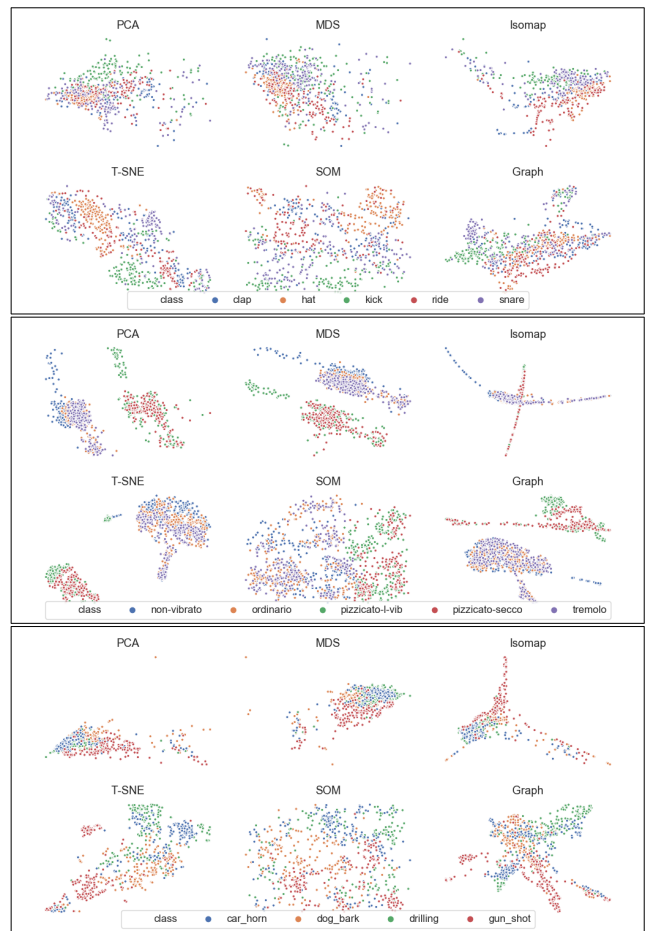 PCA MDS Isomap
T-SNE SOM Graph
class clap hat kick ride snare
PCA MDS Isomap
T-SNE SOM Graph
class non-vibrato ordinario pizzicato-l-vib pizzicato-secco tremolo
PCA MDS Isomap
T-SNE SOM Graph
class car_horn dog_bark drilling gun_shot